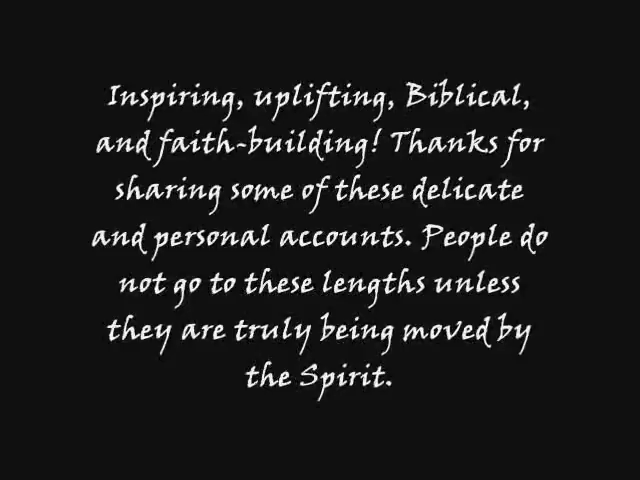 Inspiring, uplifting, Biblical,
and faith-building! Thanks for
sharing some of these delicate
and personal accounts. People do
not go to these lengths unless
they are truly being moved by
the Spirit.